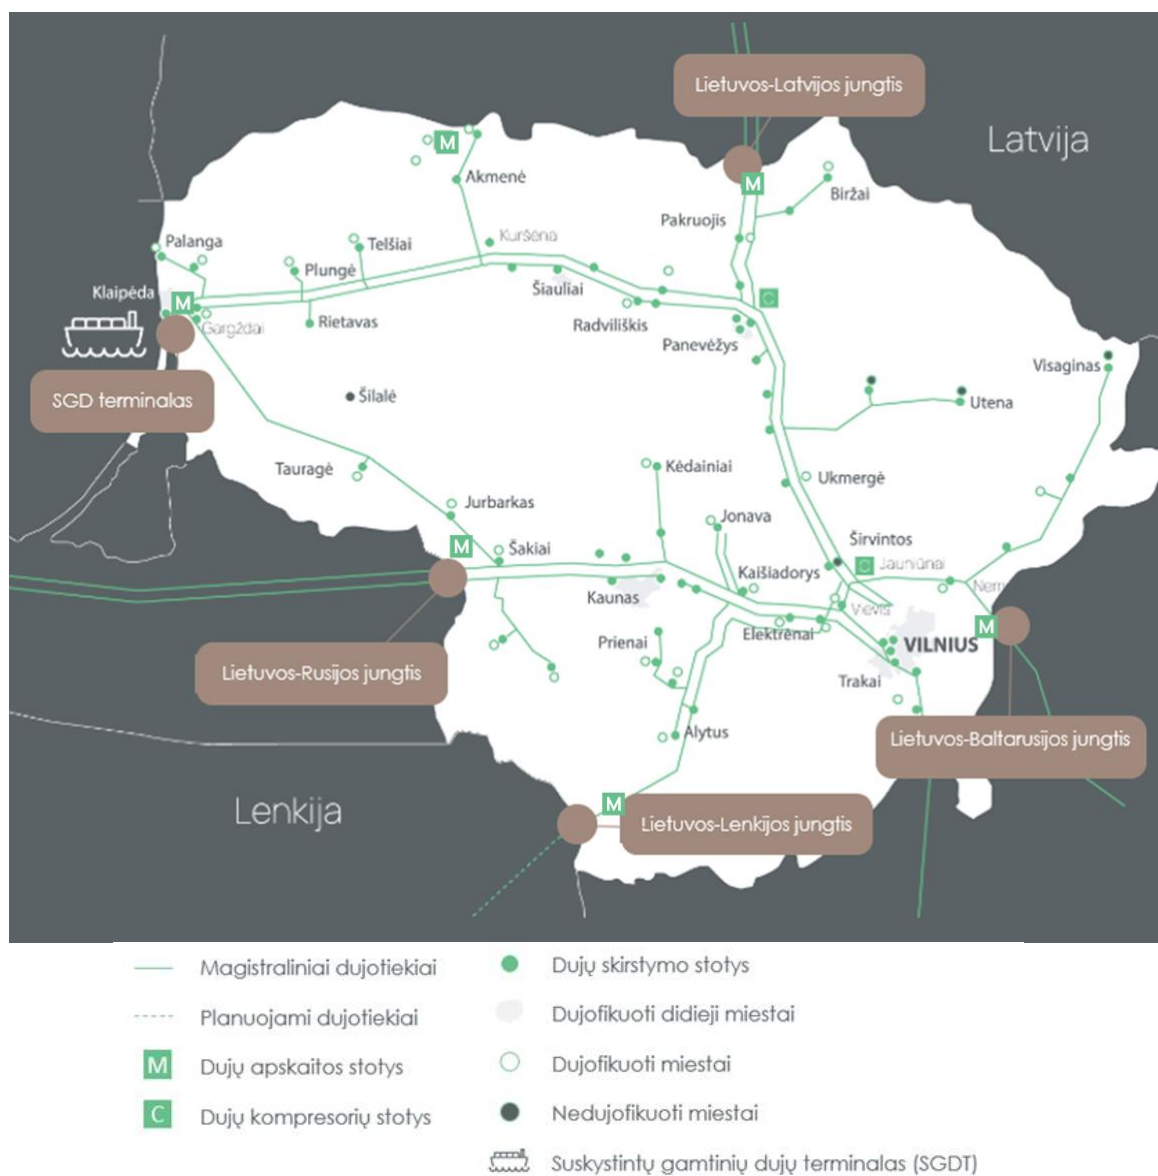 Lietuvos-Latvijos jungtis
Latvija
M
Akmenė
M
Biržai
Pakruojis
Palanga
Telšiai
Kuršėna
Plungė
Klaipėda
M
Šiauliai
C
Gargždai
Rietavas
Radviliškis
Panevėžys
Visaginas
SGD terminalas
Šilalė
Utena
Tauragė
Kėdainiai
Ukmergė
Jurbarkas
Jonava
M
Šakiai
Širvintos
C
Jauniūnai
Kaišiadorys
Nem
Kaunas
Vievis
Elektrėnai
M
Prienai
VILNIUS
Lietuvos-Rusijos jungtis
Trakai
Alytus
Lietuvos-Baltarusijos jungtis
Lenkija
M
Lietuvos-Lenkijos jungtis
Magistraliniai dujotiekiai
Planuojami dujotiekiai
M Dujų apskaitos stotys
C Dujų kompresorių stotys
Dujų skirstymo stotys
Dujofikuoti didieji miestai
Dujofikuoti miestai
Nedujofikuoti miestai
Suskystintų gamtinių dujų terminalas (SGDT)